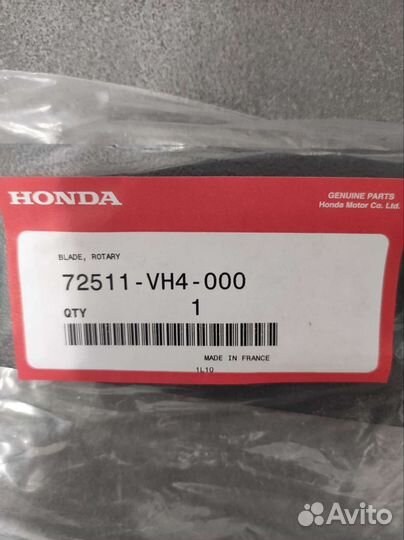 HONDA
GENUINE PARTS
Honda Motor Co. Ltd.
BLADE, ROTARY
72511-VH4-000
QTY 1
MADE IN FRANCE
1L10
Avito